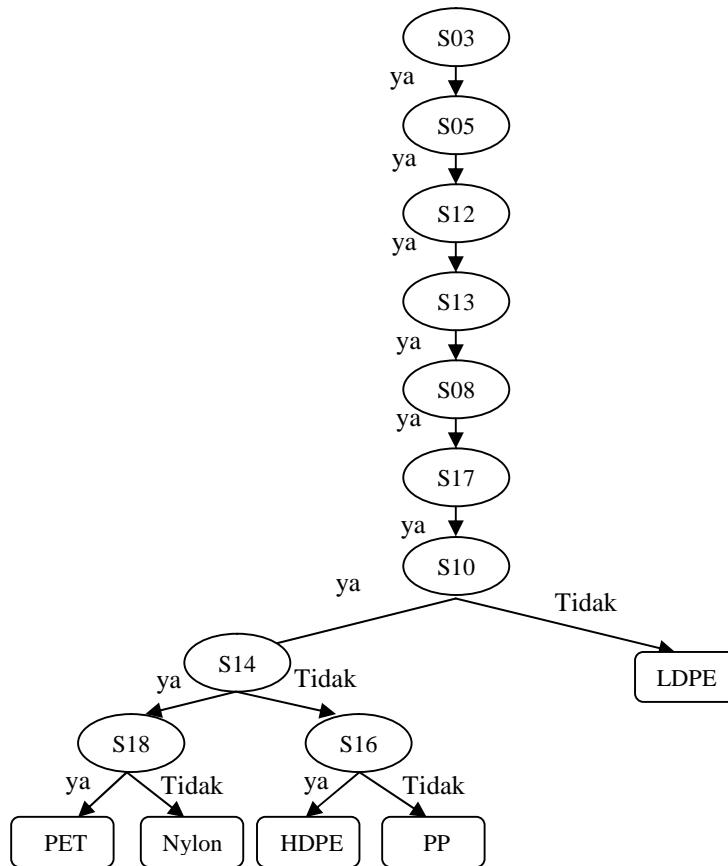 S03
ya
S05
ya
S12
ya
S13
ya
S08
ya
S17
ya
S10
ya
Tidak
S14
LDPE
ya
Tidak
S18
S16
ya
Tidak
ya
Tidak
PET
Nylon
HDPE
PP